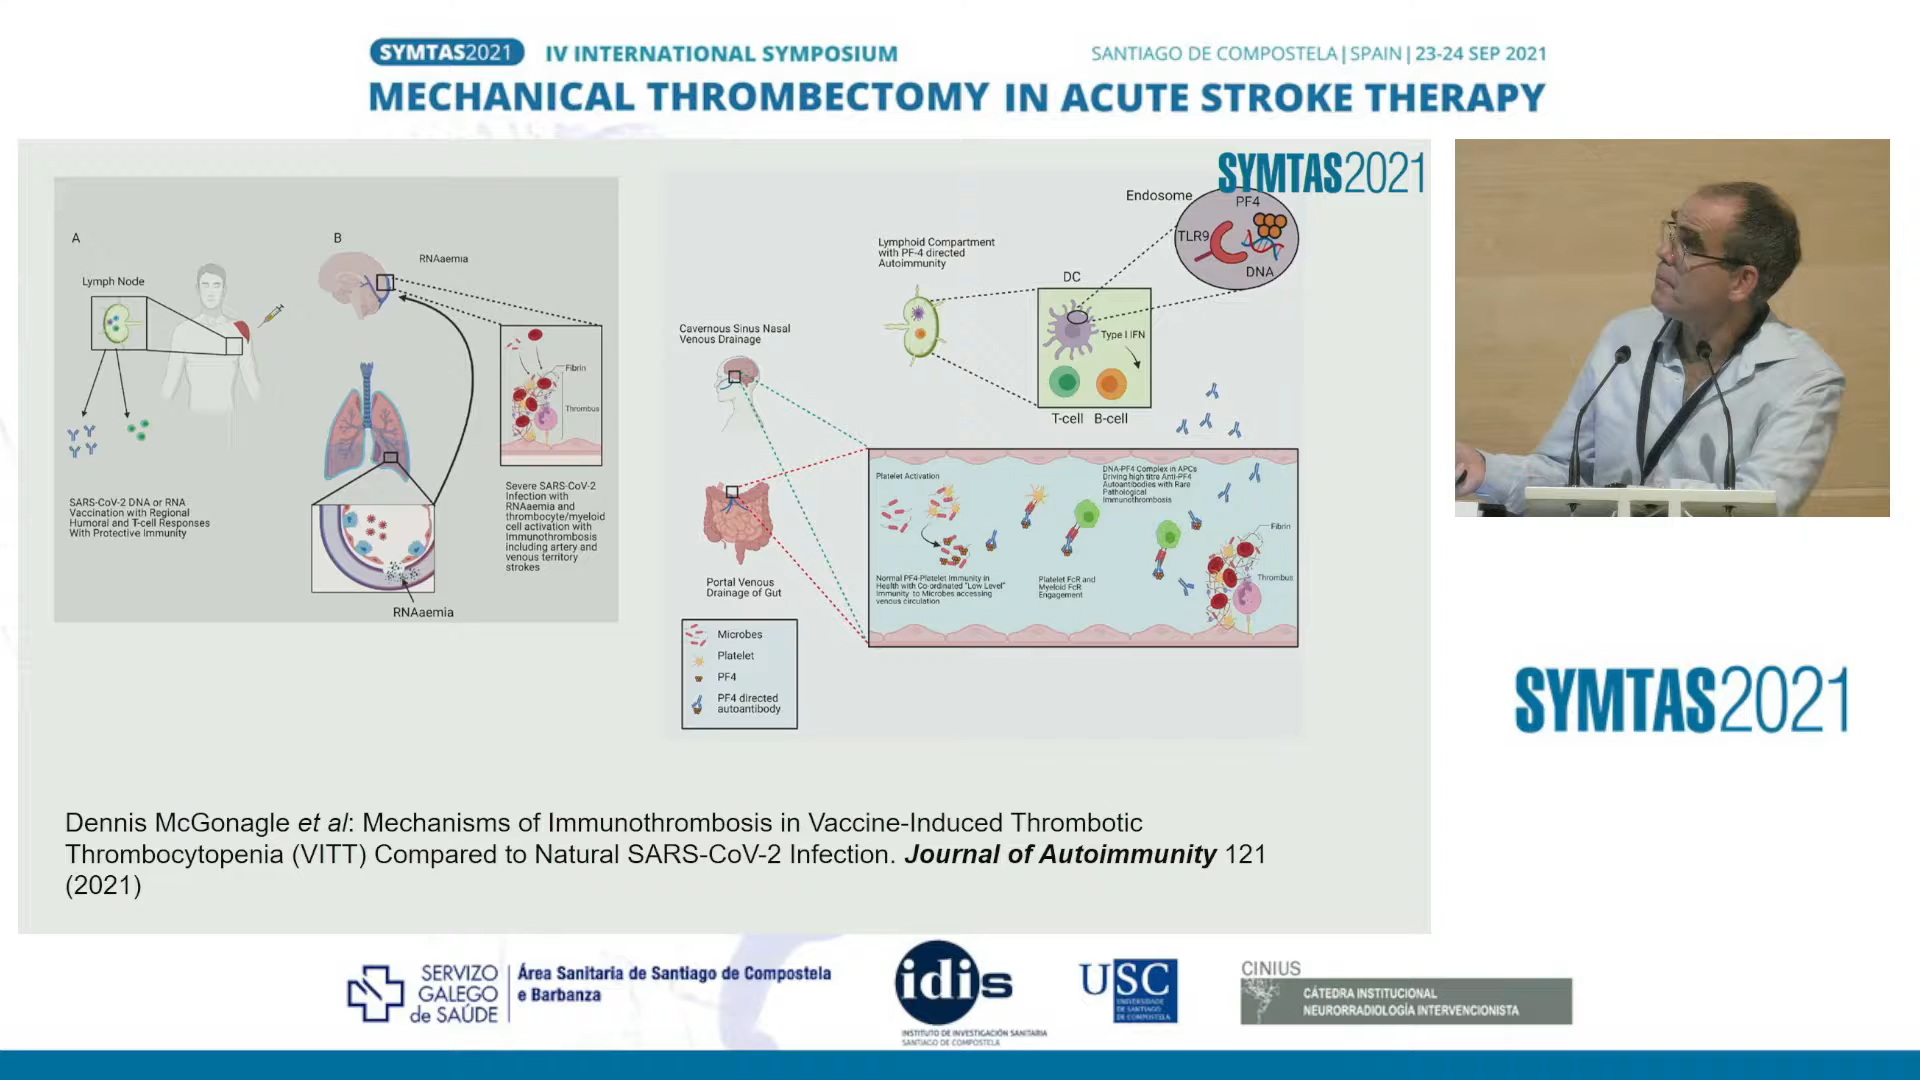 SYMTAS2021
IV INTERNATIONAL SYMPOSIUM
SANTIAGO DE COMPOSTELA | SPAIN | 23-24 SEP 2021
MECHANICAL THROMBECTOMY IN ACUTE STROKE THERAPY
SYMTAS2021
A
B
Lymph Node
RNAaemia
Fibrin
Thrombus
SARS-CoV-2 DNA or RNA
Vaccination with Regional
Humoral and T-cell Responses
With Protective Immunity
Severe SARS-CoV-2
Infection with
RNAaemia and
thrombocyte/myeloid
cell activation with
Immunothrombosis
including artery and
venous territory
strokes
RNAaemia
Endosome
PF4
TLR9
DNA
Lymphoid Compartment
with PF-4 directed
Autoimmunity
DC
Type I IFN
T-cell B-cell
Cavernous Sinus Nasal
Venous Drainage
Portal Venous
Drainage of Gut
Platelet Activation
DNA-PF4 Complex in APCs
Driving high titre Anti-PF4
Autoantibodies with Rare
Pathological
Immunothrombosis
Fibrin
Thrombus
Normal PF4-Platelet Immunity in
Health with Co-ordinated "Low Level"
Immunity to Microbes accessing
venous circulation
Platelet FcR and
Myeloid FcR
Engagement
Microbes
Platelet
PF4
PF4 directed
autoantibody
Dennis McGonagle et al: Mechanisms of Immunothrombosis in Vaccine-Induced Thrombotic
Thrombocytopenia (VITT) Compared to Natural SARS-CoV-2 Infection. Journal of Autoimmunity 121
(2021)
SYMTAS2021
SERVIZO
GALEGO
de SAÚDE
Área Sanitaria de Santiago de Compostela
e Barbanza
idis
INSTITUTO DE INVESTIGACIÓN SANITARIA
SANTIAGO DE COMPOSTELA
USC
UNIVERSIDADE
DE SANTIAGO
DE COMPOSTELA
CINIUS
CÁTEDRA INSTITUCIONAL
NEURORRADIOLOGÍA INTERVENCIONISTA